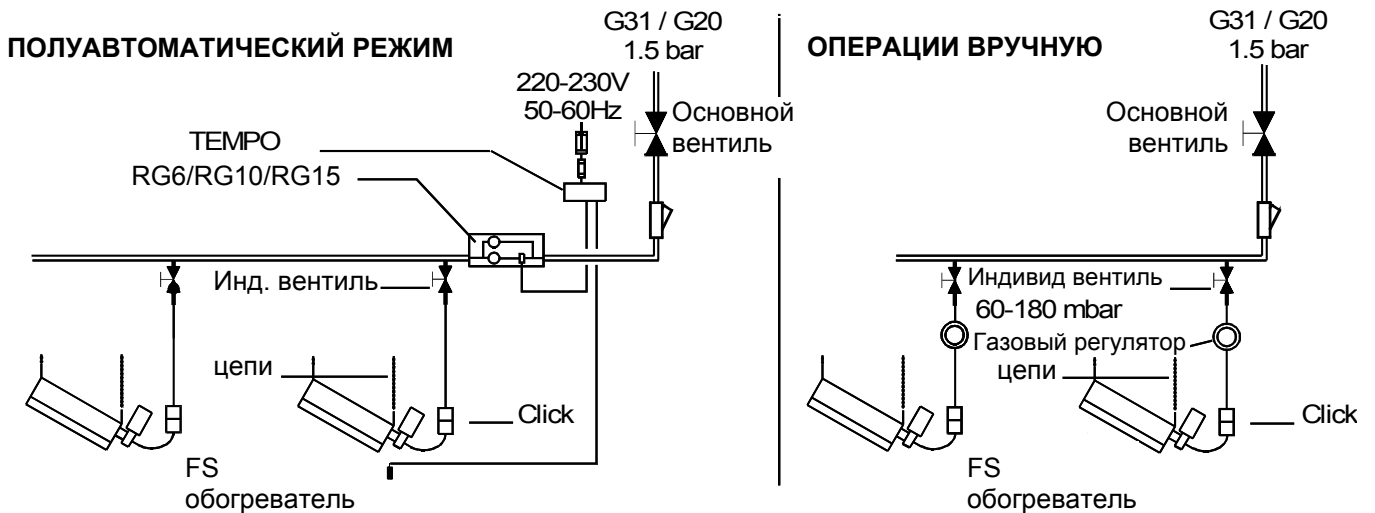 ПОЛУАВТОМАТИЧЕСКИЙ РЕЖИМ
G31 / G20
1.5 bar
220-230V
50-60Hz
Основной
вентиль
TEMPO
RG6/RG10/RG15
Инд. вентиль
цепи
Click
FS
обогреватель
ОПЕРАЦИИ ВРУЧНУЮ
G31 / G20
1.5 bar
Основной
вентиль
Индивид вентиль
60-180 mbar
Газовый регулятор
цепи
Click
FS
обогреватель